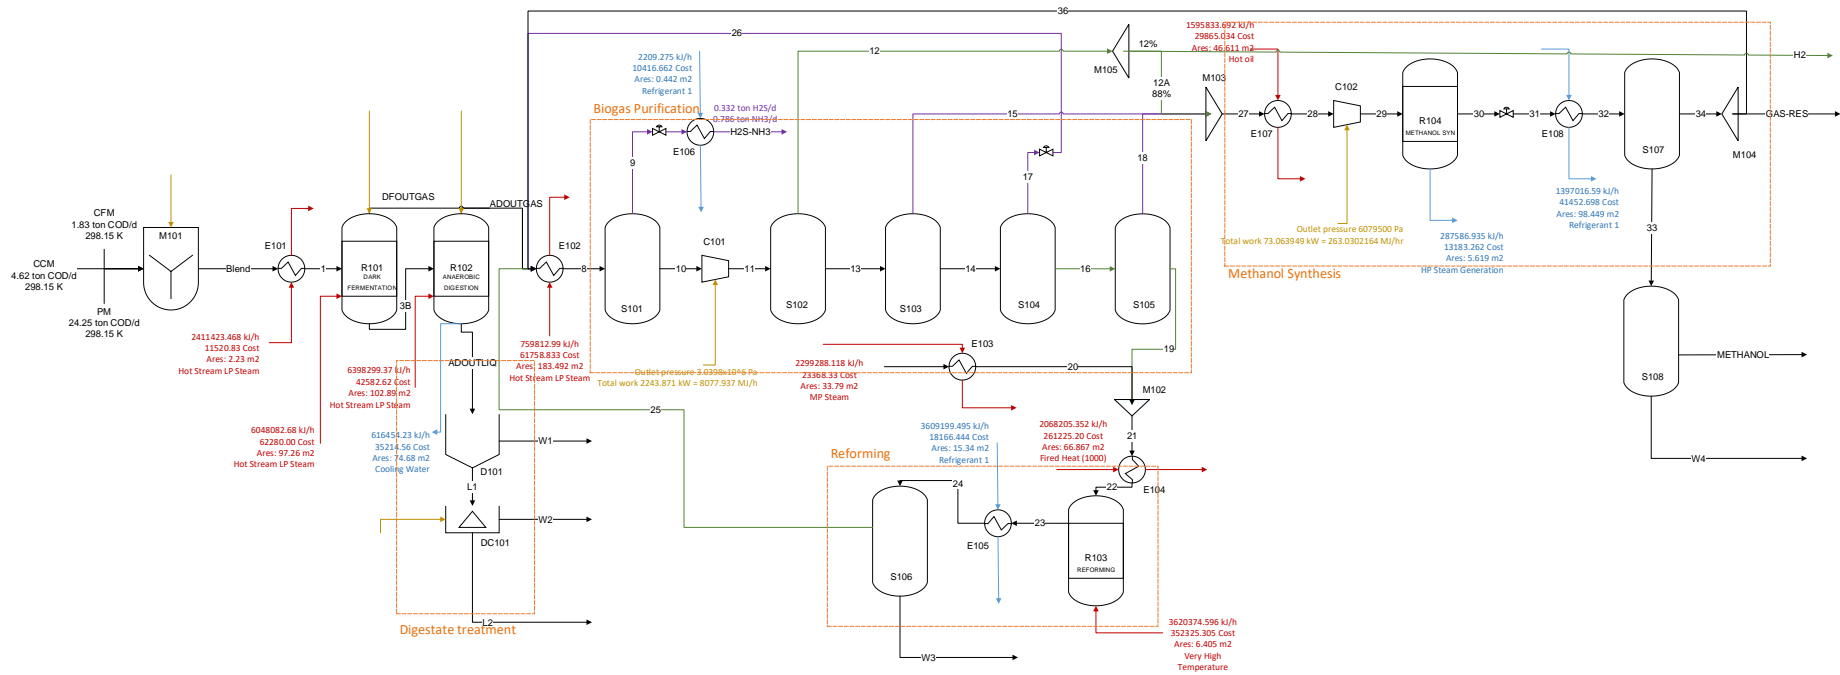 36
26
12
12%
M105
12A
88%
H2
1595833.692 kJ/h
29865.034 Cost
Ares: 46.611 m2
Hot oil
2209.275 kJ/h
10416.662 Cost
Ares: 0.442 m2
Refrigerant 1
Biogas Purification
0.332 ton H2S/d
0.786 ton NH3/d
H2S-NH3
E106
9
15
17
18
M103
27
E107
28
C102
29
R104
METHANOL SYN
30
31
E108
32
S107
34
M104
GAS-RES
1397016.59 kJ/h
41452.698 Cost
Ares: 98.449 m2
Refrigerant 1
Outlet pressure 6079500 Pa
Total work 73.063949 kW = 263.0302164 MJ/hr
287586.935 kJ/h
13183.262 Cost
Ares: 5.619 m2
HP Steam Generation
Methanol Synthesis
33
S108
METHANOL
W4
CFM
1.83 ton COD/d
298.15 K
CCM
4.62 ton COD/d
298.15 K
PM
24.25 ton COD/d
298.15 K
M101
Blend
E101
1
DFOUTGAS
ADOUTGAS
R101
DARK
FERMENTATION
3B
R102
ANAEROBIC
DIGESTION
E102
8
S101
10
C101
11
S102
13
S103
14
S104
16
S105
19
2411423.468 kJ/h
11520.83 Cost
Ares: 2.23 m2
Hot Stream LP Steam
6398299.37 kJ/h
42582.62 Cost
Ares: 102.89 m2
Hot Stream LP Steam
6048082.68 kJ/h
62280.00 Cost
Ares: 97.26 m2
Hot Stream LP Steam
759812.99 kJ/h
61758.833 Cost
Ares: 183.492 m2
Hot Stream LP Steam
Outlet pressure 3.0398x10^6 Pa
Total work 2243.871 kW = 8077.937 MJ/h
616454.23 kJ/h
35214.56 Cost
Ares: 74.68 m2
Cooling Water
ADOUTLIQ
D101
W1
L1
DC101
W2
L2
Digestate treatment
25
E103
20
2299288.118 kJ/h
23368.33 Cost
Ares: 33.79 m2
MP Steam
M102
21
2068205.352 kJ/h
261225.20 Cost
Ares: 66.867 m2
Fired Heat (1000)
E104
22
3609199.495 kJ/h
18166.444 Cost
Ares: 15.34 m2
Refrigerant 1
Reforming
24
23
E105
R103
REFORMING
S106
W3
3620374.596 kJ/h
352325.305 Cost
Ares: 6.405 m2
Very High
Temperature